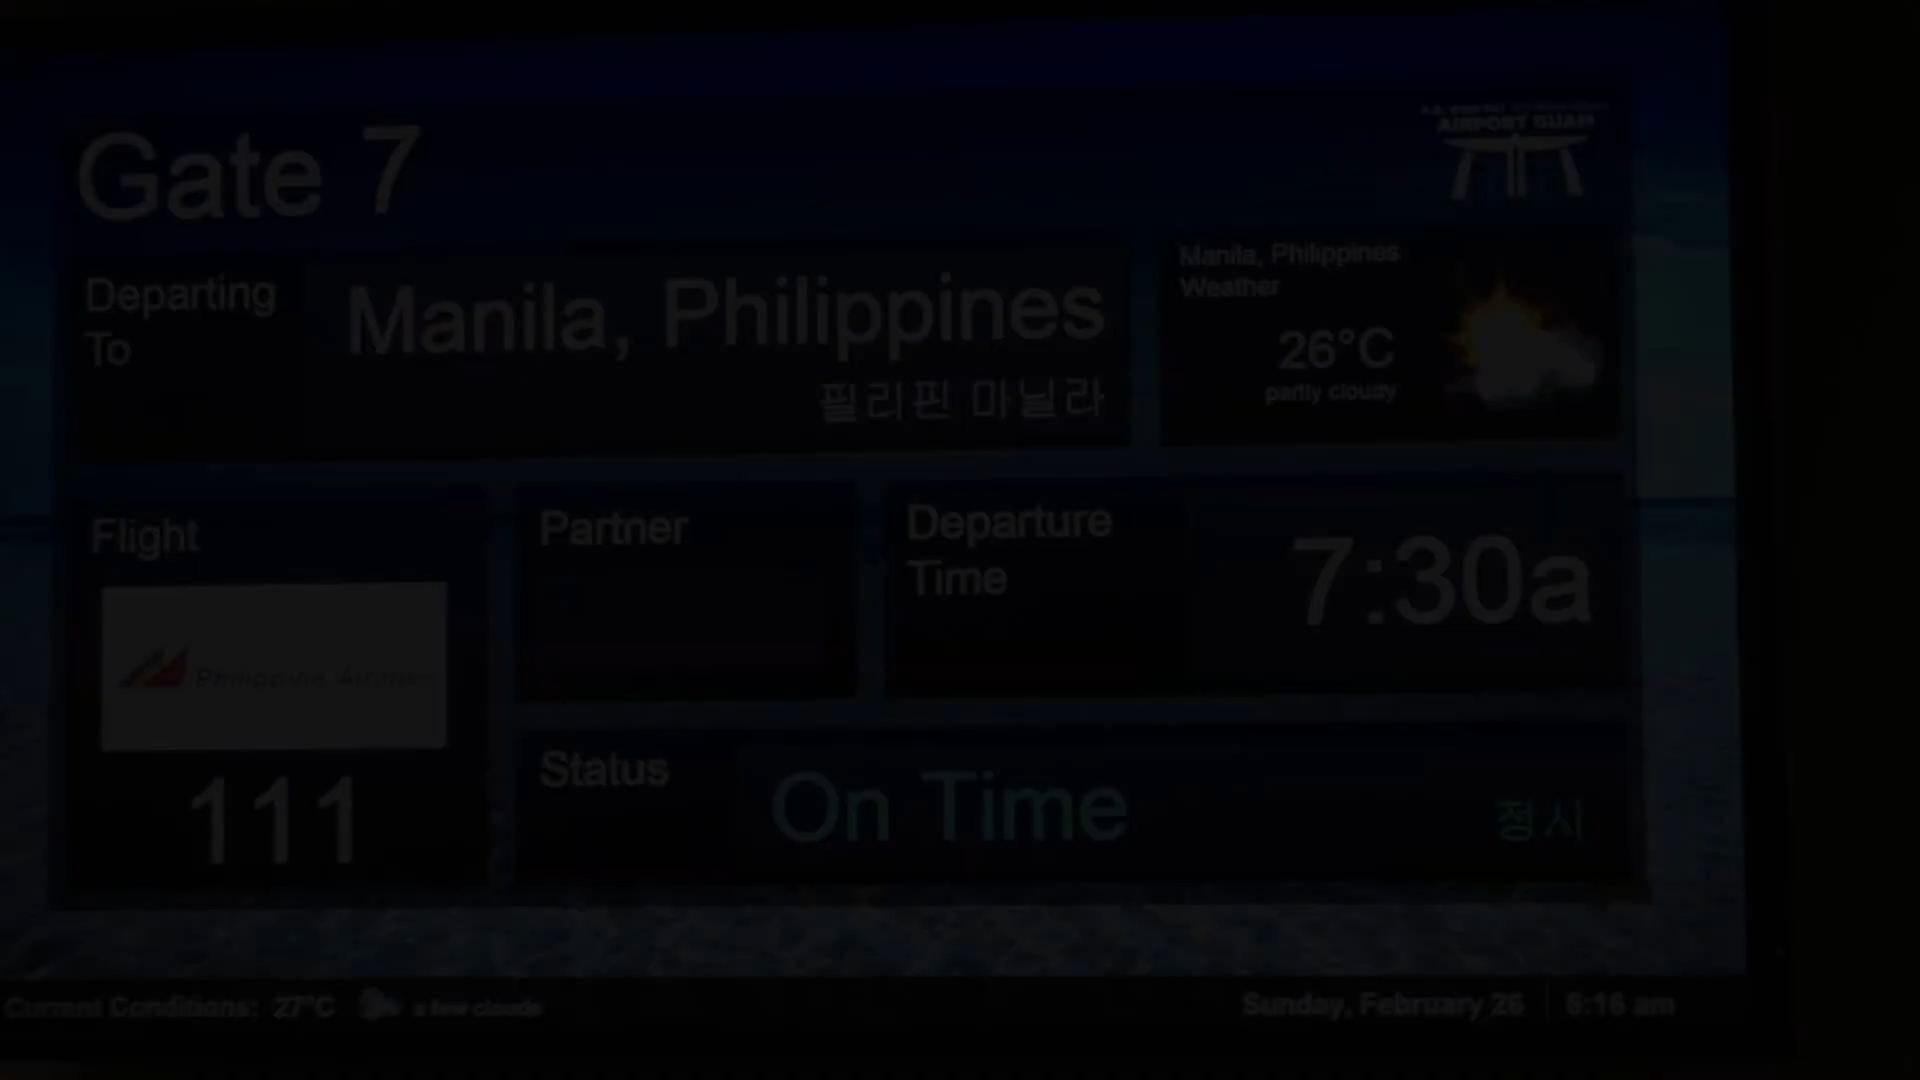 Gate 7
AIRPORT GUAM
Departing
To
Manila, Philippines
필리핀 마닐라
Manila, Philippines
Weather
26°C
partly cloudy
Flight
Philippine Airlines
111
Partner
Departure
Time
7:30a
Status
On Time
정시
Current Conditions: 27°C a few clouds
Sunday, February 26
6:16 am